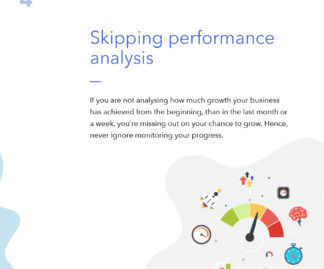 4
Skipping performance
analysis
If you are not analysing how much growth your business
has achieved from the beginning, than in the last month or
a week, you're missing out on your chance to grow. Hence,
never ignore monitoring your progress.